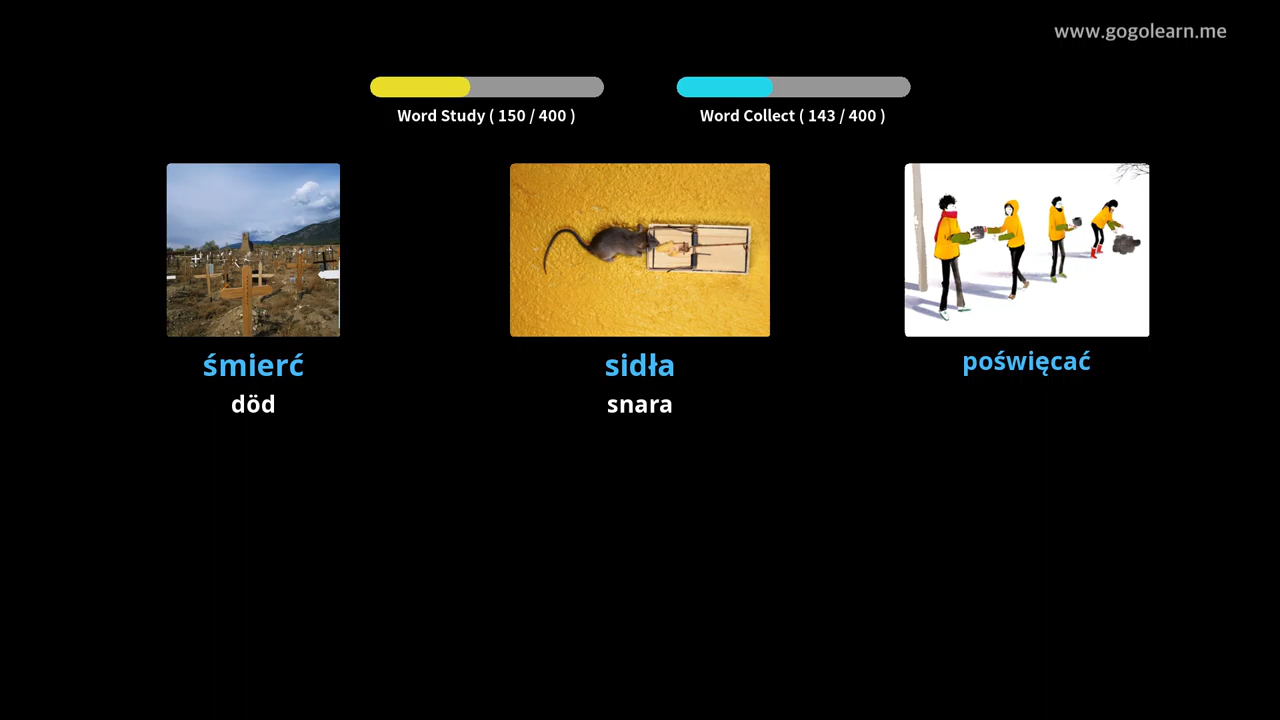 www.gogolearn.me
Word Study ( 150 / 400 )
Word Collect ( 143 / 400 )
śmierć
sidła
poświęcać
död
snara